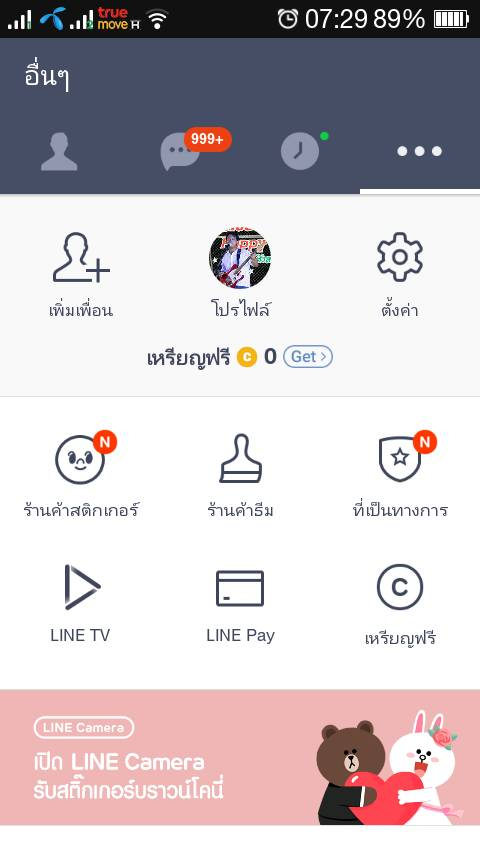 true
move H
07:29 89%
อื่นๆ
999+
Happy
เพิ่มเพื่อน
โปรไฟล์
ตั้งค่า
เหรียญฟรี C 0 Get >
N
N
ร้านค้าสติกเกอร์
ร้านค้าธีม
ที่เป็นทางการ
C
LINE TV
LINE Pay
เหรียญฟรี
LINE Camera
เปิด LINE Camera
รับสติ๊กเกอร์บราวน์โคนี่